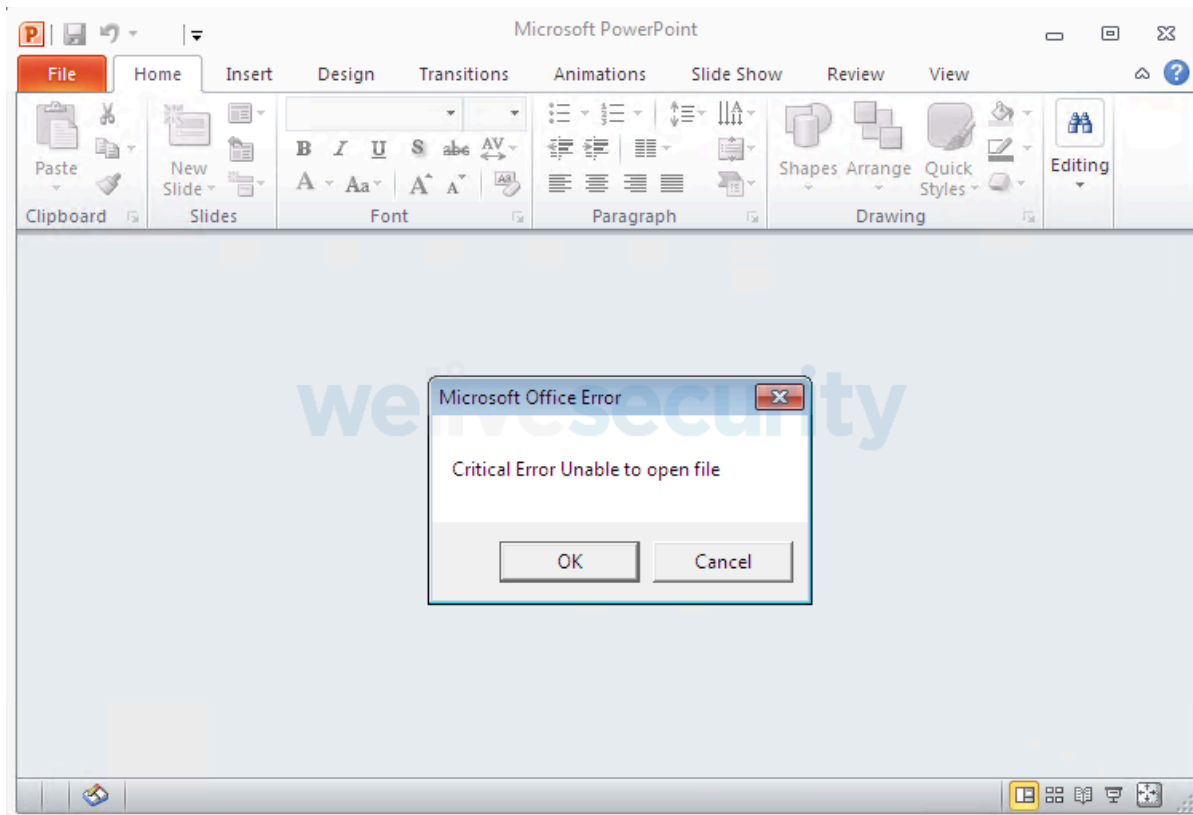 Microsoft PowerPoint
File Home Insert Design Transitions Animations Slide Show Review View
Paste
New
Slide
B I U S abc AV
A Aa A A
Shapes Arrange Quick
Styles
Editing
Clipboard Slides Font Paragraph Drawing
welivesecurity
Microsoft Office Error
Critical Error Unable to open file
OK Cancel